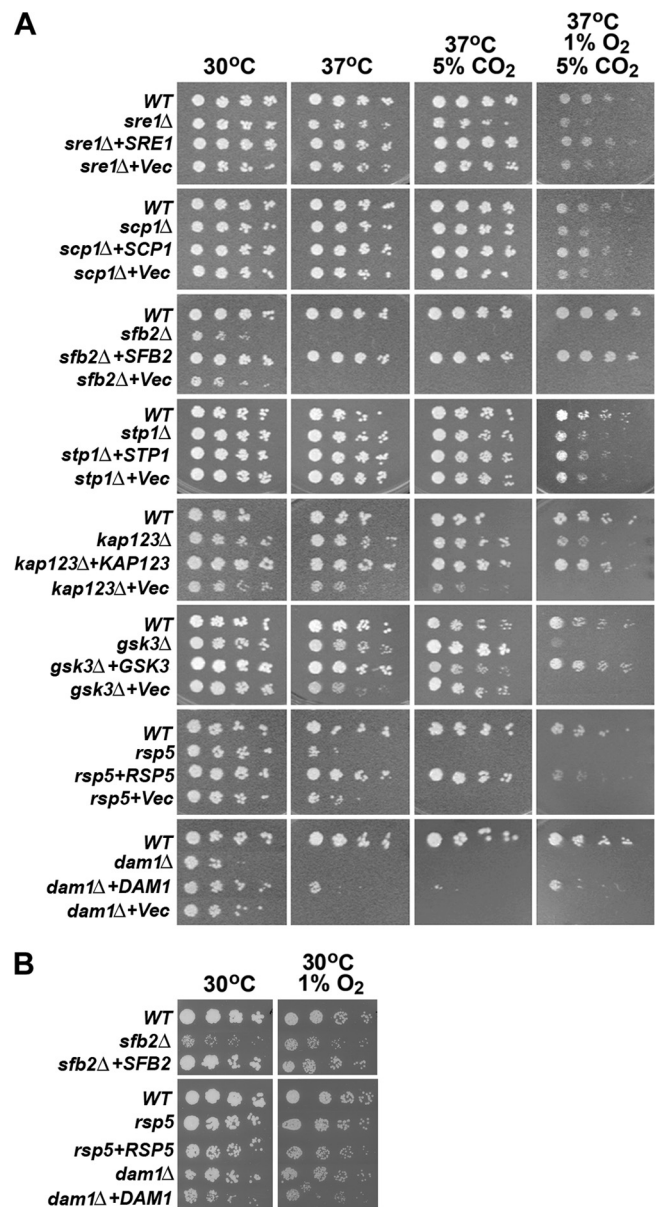 A
30°C
37°C
37°C
5% CO2
37°C
1% O2
5% CO2
WT
sre1Δ
sre1Δ+SRE1
sre1Δ+Vec
WT
scp1Δ
scp1Δ+SCP1
scp1Δ+Vec
WT
sfb2Δ
sfb2Δ+SFB2
sfb2Δ+Vec
WT
stp1Δ
stp1Δ+STP1
stp1Δ+Vec
WT
kap123Δ
kap123Δ+KAP123
kap123Δ+Vec
WT
gsk3Δ
gsk3Δ+GSK3
gsk3Δ+Vec
WT
rsp5
rsp5+RSP5
rsp5+Vec
WT
dam1Δ
dam1Δ+DAM1
dam1Δ+Vec
B
30°C
30°C
1% O2
WT
sfb2Δ
sfb2Δ+SFB2
WT
rsp5
rsp5+RSP5
dam1Δ
dam1Δ+DAM1